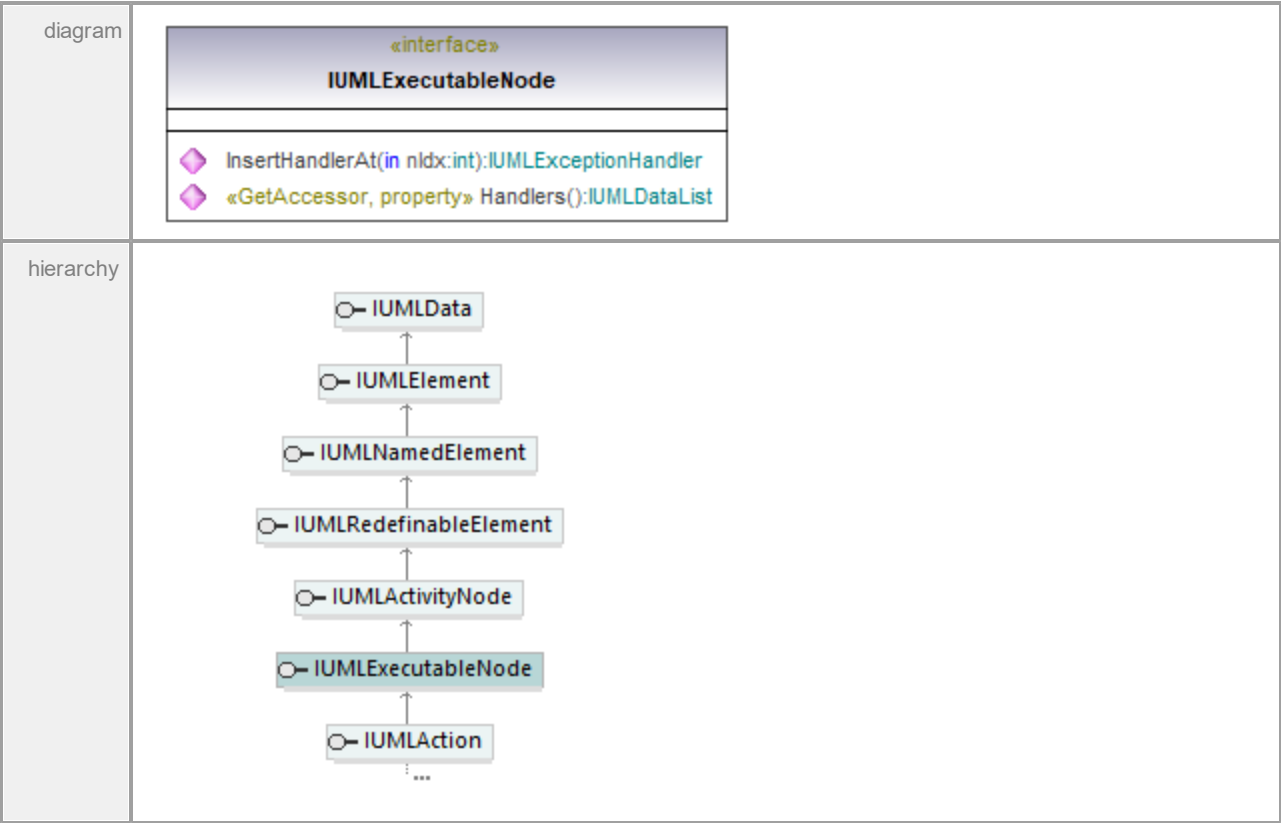 diagram
«interface»
IUMLExecutableNode
InsertHandlerAt(in nIdx:int):IUMLExceptionHandler
«GetAccessor, property» Handlers():IUMLDataList
hierarchy
IUMLData
IUMLElement
IUMLNamedElement
IUMLRedefinableElement
IUMLActivityNode
IUMLExecutableNode
IUMLAction
...